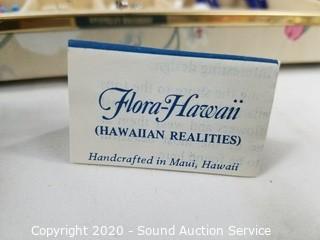 Flora-Hawaii
(HAWAIIAN REALITIES)
Handcrafted in Maui, Hawaii
Copyright 2020 - Sound Auction Service